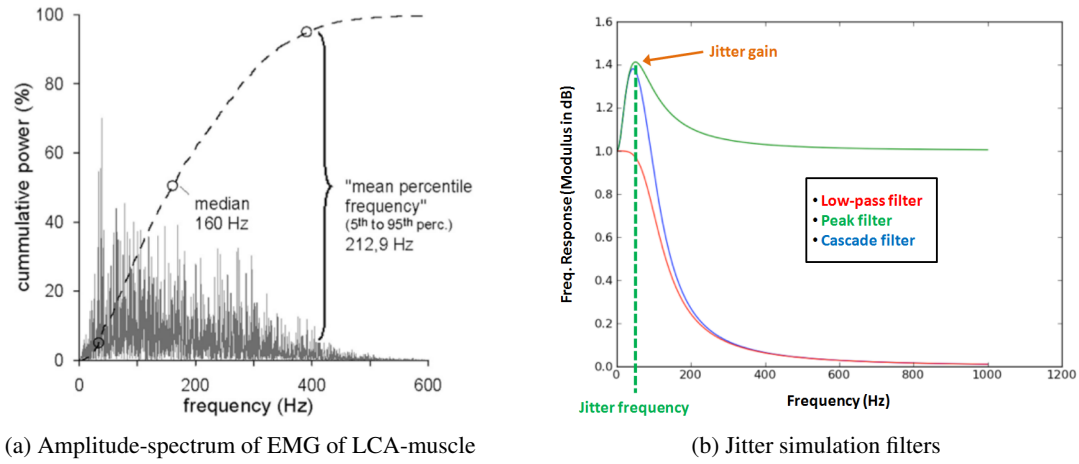 100
80
60
40
20
0
cummulative power (%)
median
160 Hz
"mean percentile
frequency"
(5th to 95th perc.)
212,9 Hz
0 200 400 600
frequency (Hz)
(a) Amplitude-spectrum of EMG of LCA-muscle
1.6
1.4
1.2
1.0
0.8
0.6
0.4
0.2
0.0
Freq. Response (Modulus in dB)
Jitter gain
• Low-pass filter
• Peak filter
• Cascade filter
0 200 400 600 800 1000 1200
Jitter frequency
Frequency (Hz)
(b) Jitter simulation filters